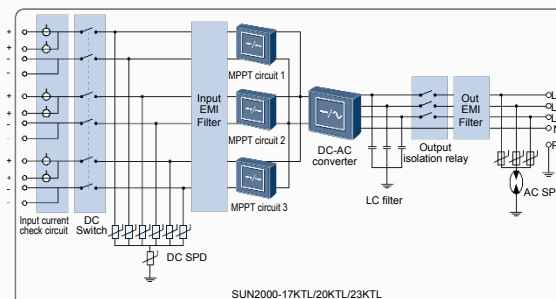 +
+
-
-
+
+
-
-
+
+
-
-
Input current
check circuit
DC
Switch
Input
EMI
Filter
MPPT circuit 1
MPPT circuit 2
MPPT circuit 3
DC SPD
DC-AC
converter
LC filter
Output
isolation relay
Out
EMI
Filter
L
L
L
N
P
AC SP
SUN2000-17KTL/20KTL/23KTL